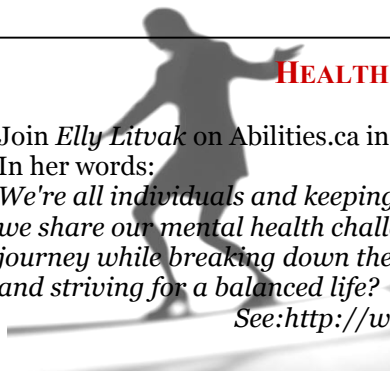 HEALTH
Join Elly Litvak on Abilities.ca in
In her words:
We're all individuals and keeping
we share our mental health chall
journey while breaking down the
and striving for a balanced life?
See:http://w